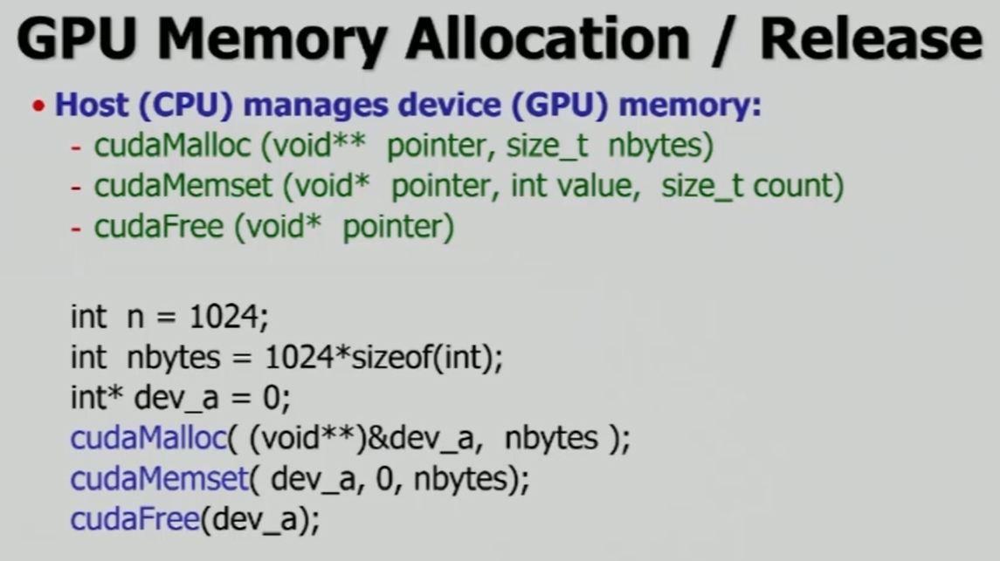 GPU Memory Allocation / Release
• Host (CPU) manages device (GPU) memory:
- cudaMalloc (void** pointer, size_t nbytes)
- cudaMemset (void* pointer, int value, size_t count)
- cudaFree (void* pointer)
int n = 1024;
int nbytes = 1024*sizeof(int);
int* dev_a = 0;
cudaMalloc( (void**)&dev_a, nbytes );
cudaMemset( dev_a, 0, nbytes);
cudaFree(dev_a);